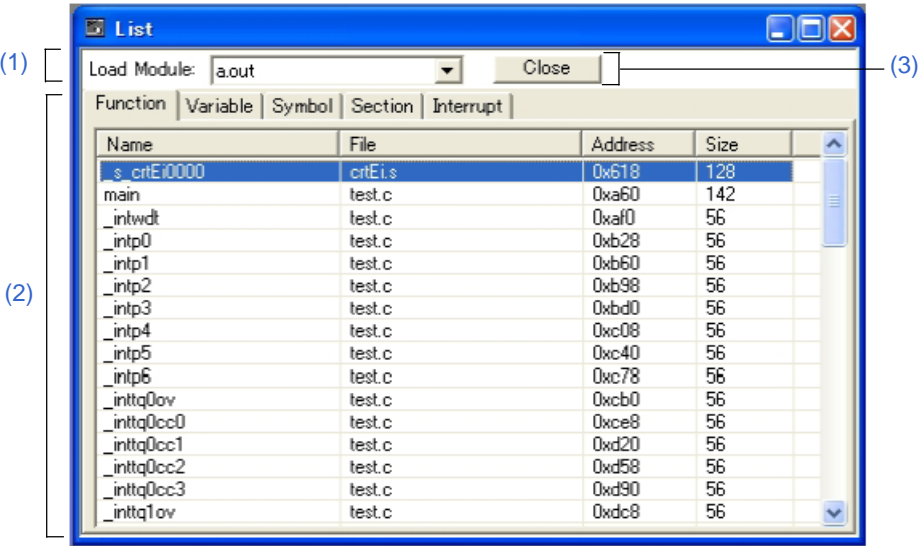 List
(1) Load Module: a.out Close (3)
Function Variable Symbol Section Interrupt
Name File Address Size
_s_crtEi0000 crtEi.s 0x618 128
main test.c 0xa60 142
_intwdt test.c 0xaf0 56
_intp0 test.c 0xb28 56
_intp1 test.c 0xb60 56
_intp2 test.c 0xb98 56
(2)
_intp3 test.c 0xbd0 56
_intp4 test.c 0xc08 56
_intp5 test.c 0xc40 56
_intp6 test.c 0xc78 56
_inttq0ov test.c 0xcb0 56
_inttq0cc0 test.c 0xce8 56
_inttq0cc1 test.c 0xd20 56
_inttq0cc2 test.c 0xd58 56
_inttq0cc3 test.c 0xd90 56
_inttq1ov test.c 0xdc8 56